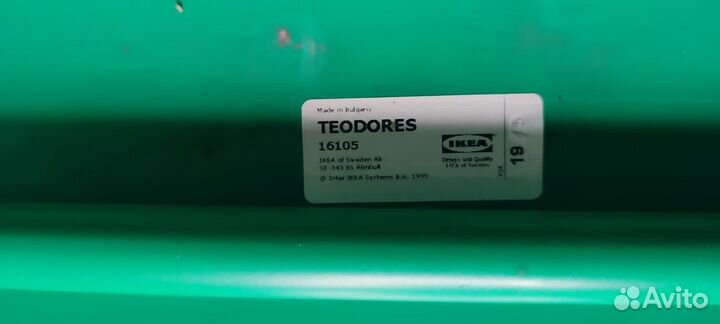 Made in Bulgaria
TEODORES
16105
IKEA of Sweden AB
SE-343 81 Älmhult
© Inter IKEA Systems B.V. 1999
IKEA
Design and Quality
IKEA of Sweden
19
Avito